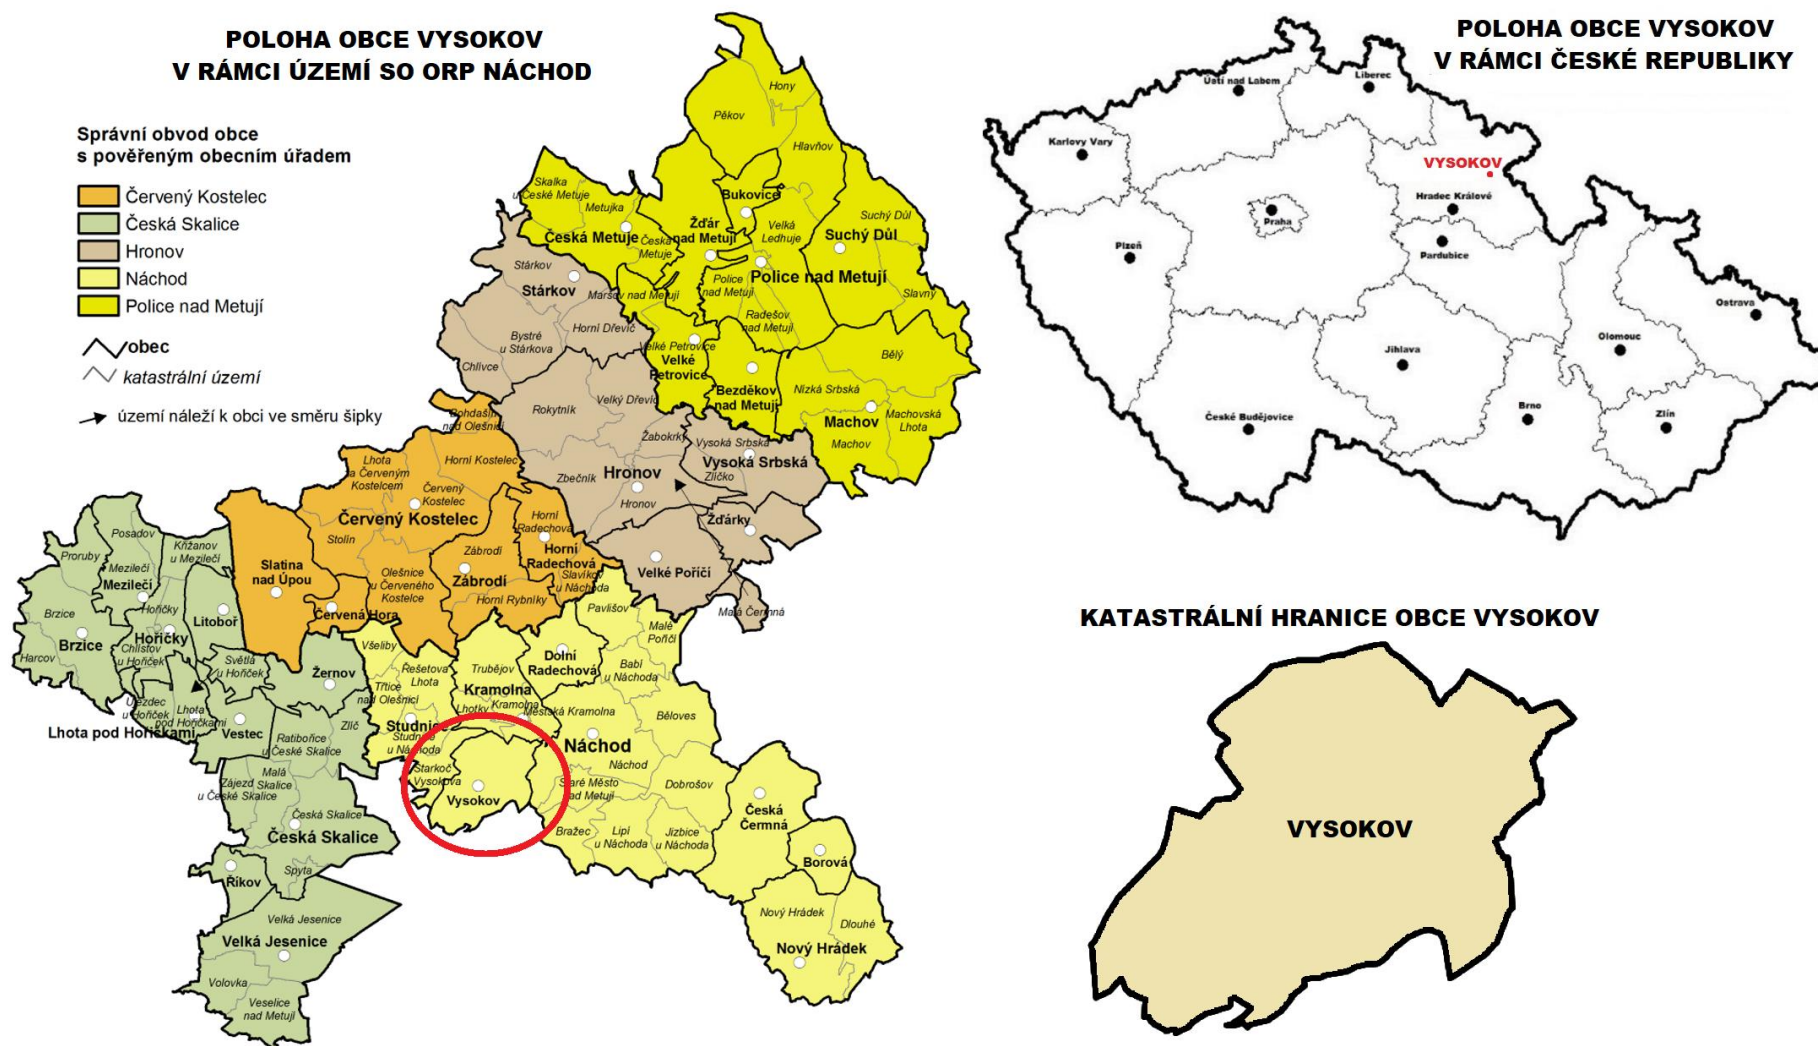 POLOHA OBCE VYSOKOV
V RÁMCI ÚZEMÍ SO ORP NÁCHOD
Správní obvod obce
s pověřeným obecním úřadem
Červený Kostelec
Česká Skalice
Hronov
Náchod
Police nad Metují
obec
katastrální území
území náleží k obci ve směru šipky
Hony
Pěkov
Hlavňov
Skalka
u České Metuje
Metujka
Bukovice
Česká Metuje
Česká
Metuje
Žďár
nad Metují
Velká
Ledhuje
Suchý Důl
Suchý Důl
Police nad Metují
Police
nad Metují
Slavný
Radešov
nad Metují
Maršov nad Metují
Stárkov
Stárkov
Bystré
u Stárkova
Horní Dřevíč
Chlívce
Velké Petrovice
Velké
Petrovice
Bezděkov
nad Metují
Bělý
Nízká Srbská
Machovská
Lhota
Machov
Machov
Rokytník
Velký Dřevíč
Bohdašín
nad Olešnicí
Žabokrky
Vysoká Srbská
Vysoká Srbská
Zlíčko
Zbečník
Hronov
Hronov
Žďárky
Velké Poříčí
Malá Čermná
Lhota
za Červeným
Kostelcem
Horní Kostelec
Červený
Kostelec
Červený Kostelec
Stolín
Olešnice
u Červeného
Kostelce
Zábrodí
Zábrodí
Horní Rybníky
Horní
Radechová
Horní
Radechová
Slavíkov
u Náchoda
Slatina
nad Úpou
Červená Hora
Posadov
Proruby
Křižanov
u Mezilečí
Mezilečí
Mezilečí
Brzice
Brzice
Harcov
Hořičky
Hořičky
Litoboř
Chlístov
u Hořiček
Světlá
u Hořiček
Újezdec
u Hořiček
Lhota
pod Hořičkami
Lhota pod Hořičkami
Vestec
Žernov
Zlíč
Ratibořice
u České Skalice
Malá
Skalice
Zájezd
u České Skalice
Česká Skalice
Česká Skalice
Spyta
Říkov
Velká Jesenice
Velká Jesenice
Volovka
Veselice
nad Metují
Všeliby
Řešetova
Lhota
Třtice
nad Olešnicí
Studnice
Studnice
u Náchoda
Starkoč
u Vysokova
Vysokov
Trubějov
Kramolna
Kramolna
Lhotky
Městská Kramolna
Dolní
Radechová
Pavlišov
Malé
Poříčí
Babí
u Náchoda
Běloves
Náchod
Náchod
Dobrošov
Staré Město
nad Metují
Bražec
Lipí
u Náchoda
Jizbice
u Náchoda
Česká
Čermná
Borová
Nový Hrádek
Dlouhé
Nový Hrádek
POLOHA OBCE VYSOKOV
V RÁMCI ČESKÉ REPUBLIKY
Ústí nad Labem
Liberec
Karlovy Vary
VYSOKOV
Hradec Králové
Praha
Plzeň
Pardubice
Ostrava
Olomouc
Jihlava
České Budějovice
Brno
Zlín
KATASTRÁLNÍ HRANICE OBCE VYSOKOV
VYSOKOV